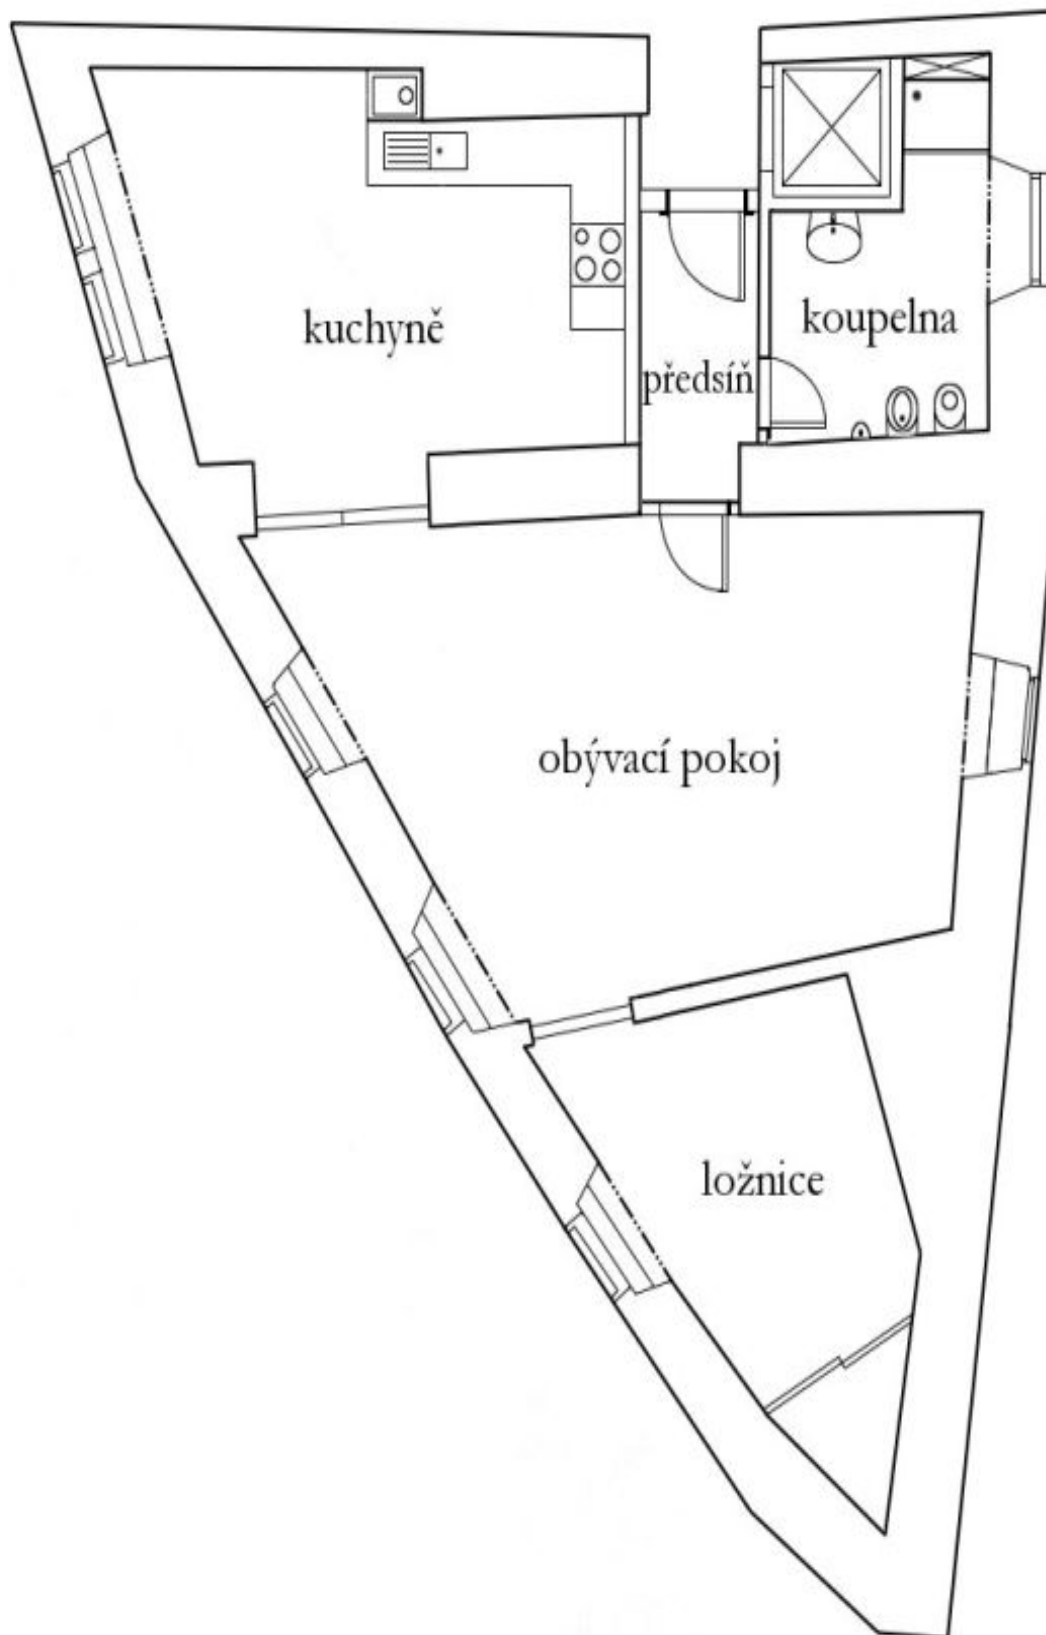 kuchyně
koupelna
předsíň
obývací pokoj
ložnice